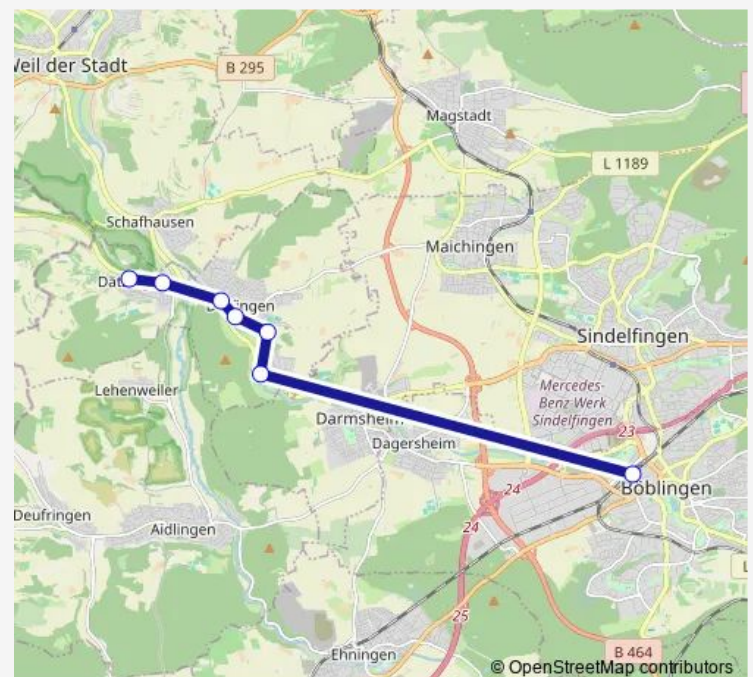 Weil der Stadt
B 295
Magstadt
L 1189
Schafhausen
Maichingen
Sindelfingen
Lehenweiler
Mercedes-
Benz Werk
Sindelfingen
23
Darmsheim
Dagersheim
24
Böblingen
Deufringen
24
Aidlingen
25
Ehningen
B 464
© OpenStreetMap contributors